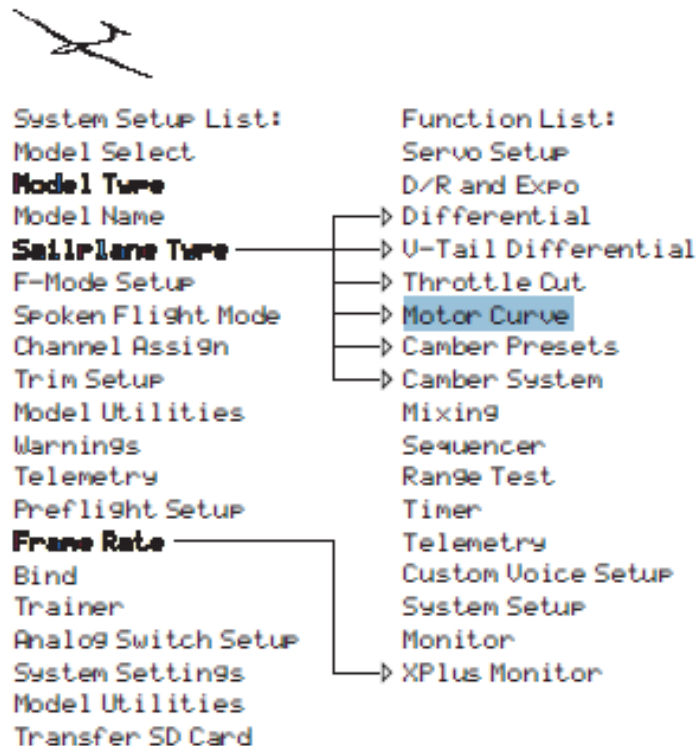 System Setup List:
Model Select
Model Type
Model Name
Sailplane Type
F-Mode Setup
Spoken Flight Mode
Channel Assign
Trim Setup
Model Utilities
Warnings
Telemetry
Preflight Setup
Frame Rate
Bind
Trainer
Analog Switch Setup
System Settings
Model Utilities
Transfer SD Card
Function List:
Servo Setup
D/R and Expo
Differential
V-Tail Differential
Throttle Cut
Motor Curve
Camber Presets
Camber System
Mixing
Sequencer
Range Test
Timer
Telemetry
Custom Voice Setup
System Setup
Monitor
XPlus Monitor